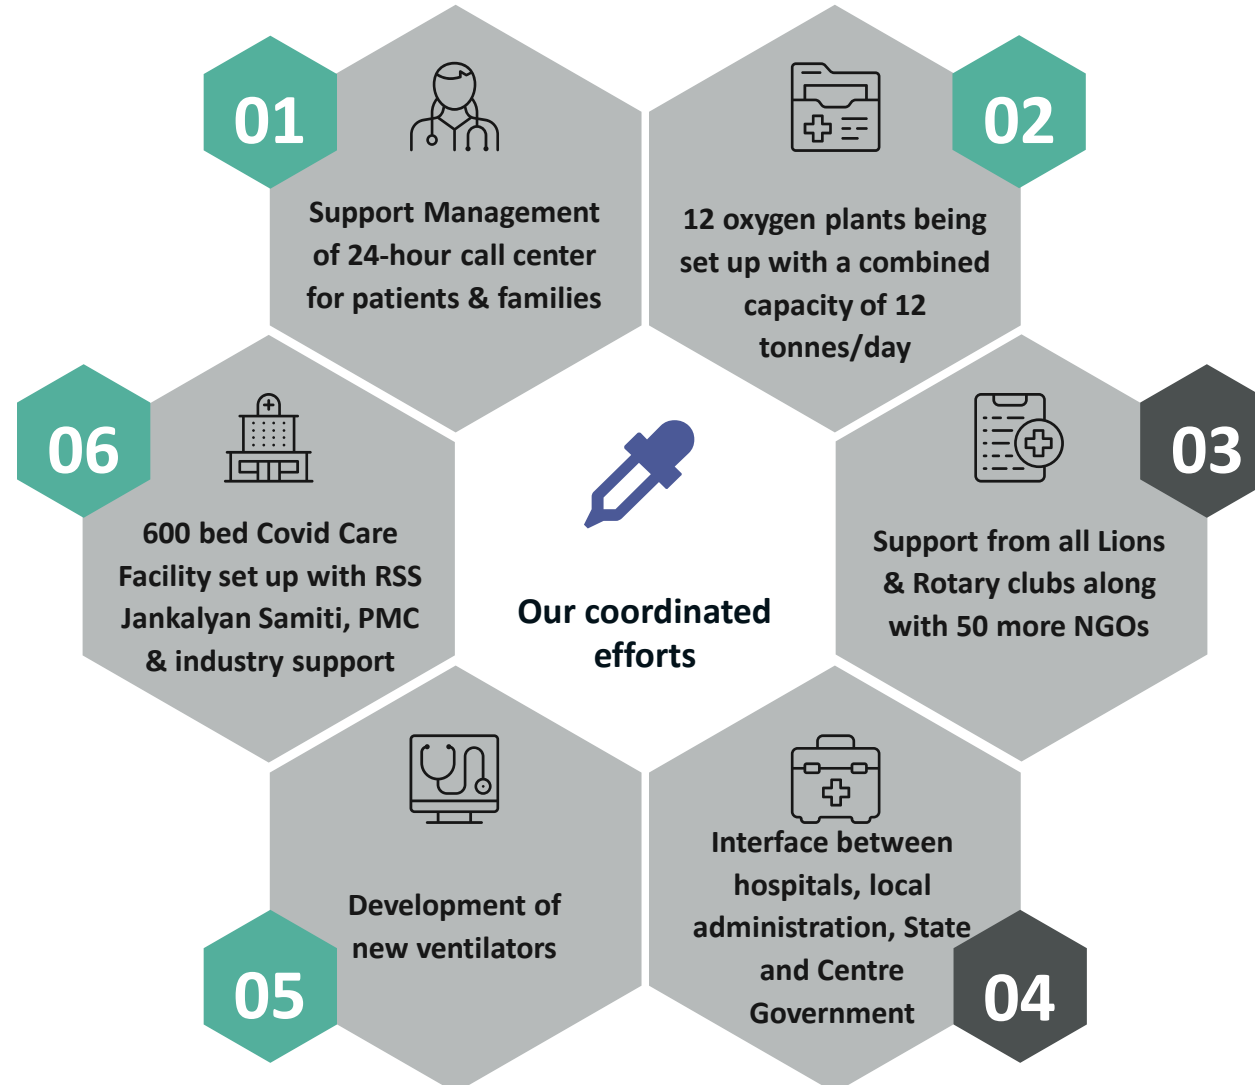 01
Support Management
of 24-hour call center
for patients & families
02
12 oxygen plants being
set up with a combined
capacity of 12
tonnes/day
03
Support from all Lions
& Rotary clubs along
with 50 more NGOs
04
Interface between
hospitals, local
administration, State
and Centre
Government
05
Development of
new ventilators
06
600 bed Covid Care
Facility set up with RSS
Jankalyan Samiti, PMC
& industry support
Our coordinated
efforts